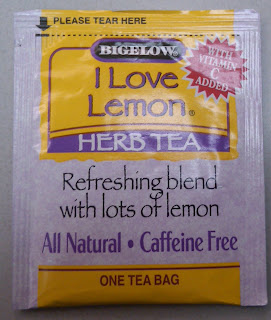 PLEASE TEAR HERE
BIGELOW®
WITH
VITAMIN
C
ADDED
I Love
Lemon®
HERB TEA
Refreshing blend
with lots of lemon
All Natural • Caffeine Free
ONE TEA BAG